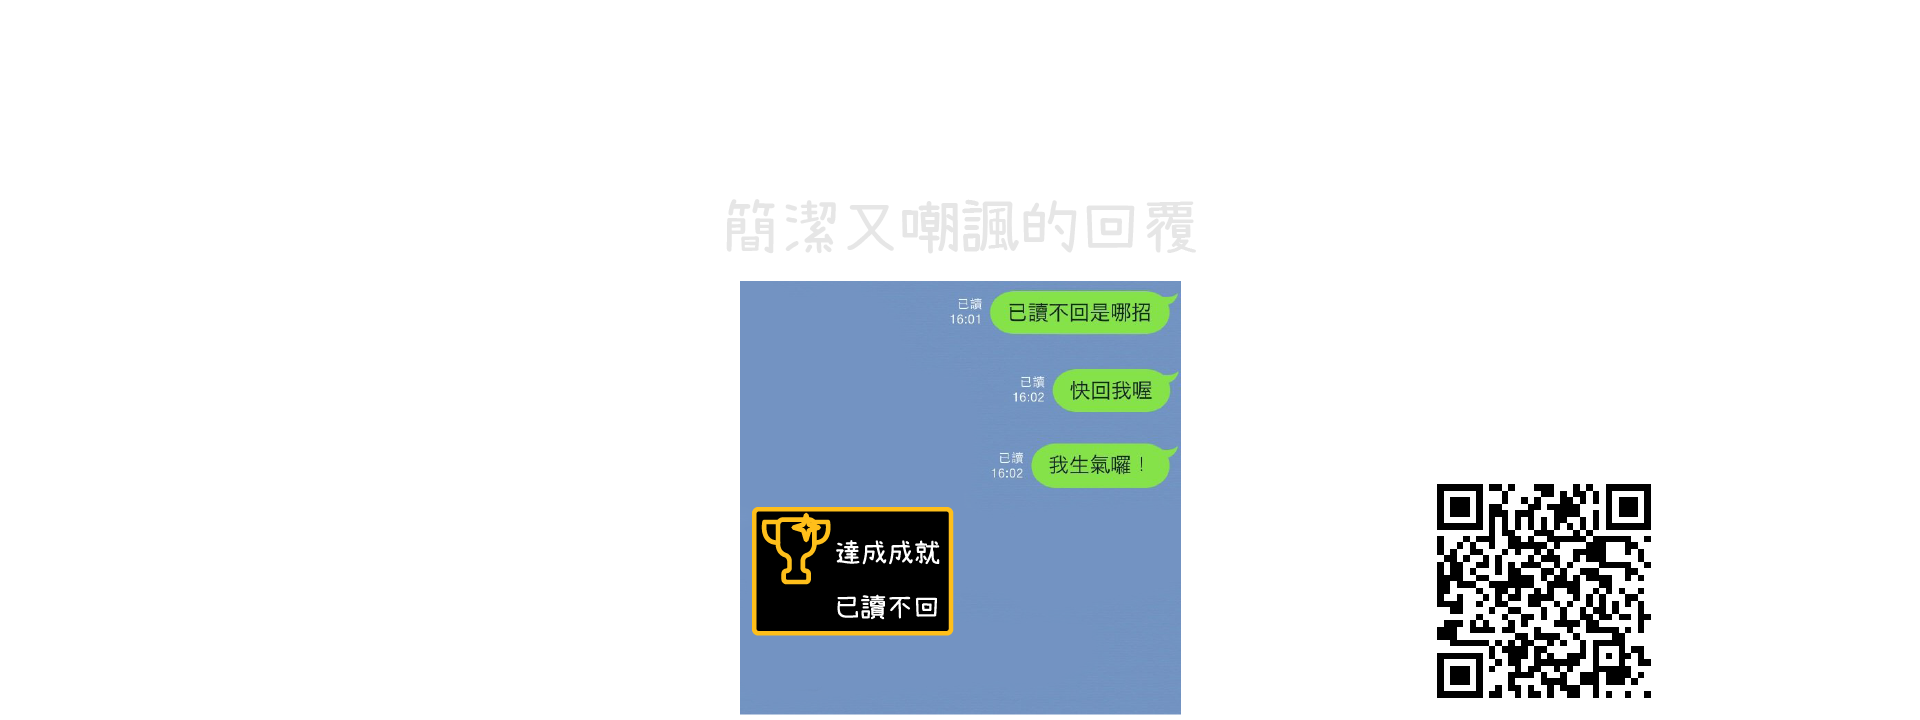 簡潔又嘲諷的回覆
已讀
16:01
已讀不回是哪招
已讀
16:02
快回我喔
已讀
16:02
我生氣囉！
達成成就
已讀不回